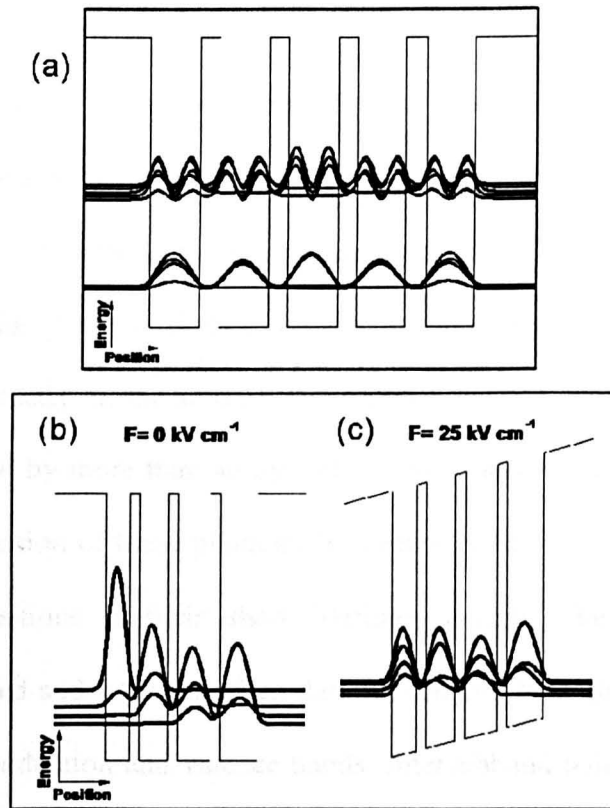 (a)
Energy
Position
(b) F= 0 kV cm⁻¹
(c) F= 25 kV cm⁻¹
Energy
Position